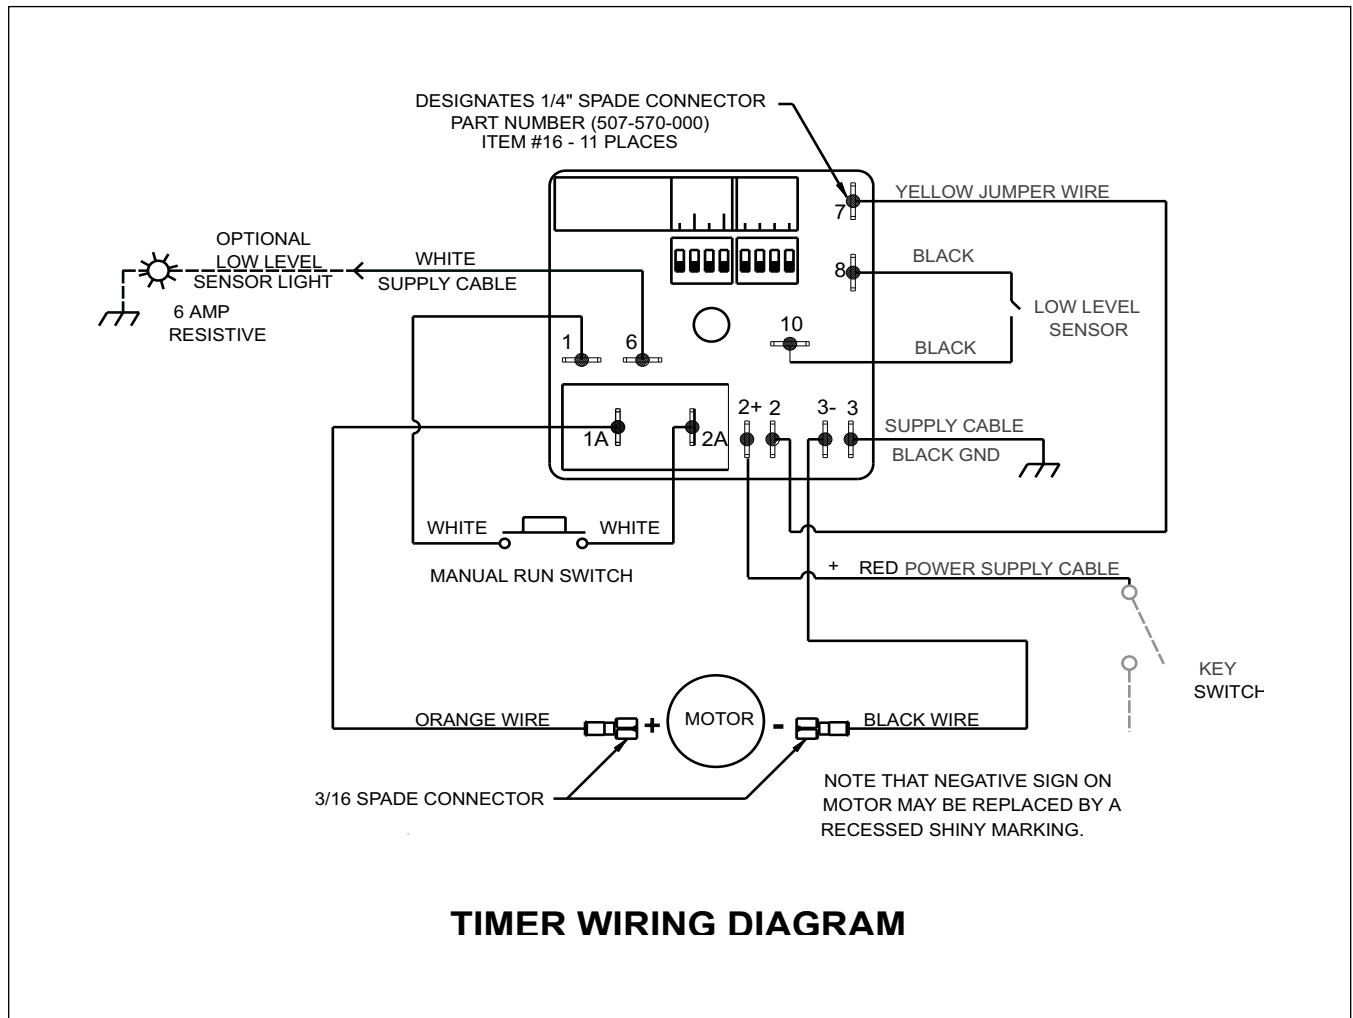 DESIGNATES 1/4" SPADE CONNECTOR
PART NUMBER (507-570-000)
ITEM #16 - 11 PLACES
7
YELLOW JUMPER WIRE
OPTIONAL
LOW LEVEL
SENSOR LIGHT
WHITE
SUPPLY CABLE
8
BLACK
6 AMP
RESISTIVE
LOW LEVEL
SENSOR
1
6
10
BLACK
2+
2
3-
3
1A
2A
SUPPLY CABLE
BLACK GND
WHITE
WHITE
MANUAL RUN SWITCH
+
RED POWER SUPPLY CABLE
KEY
SWITCH
ORANGE WIRE
+
MOTOR
-
BLACK WIRE
3/16 SPADE CONNECTOR
NOTE THAT NEGATIVE SIGN ON
MOTOR MAY BE REPLACED BY A
RECESSED SHINY MARKING.
TIMER WIRING DIAGRAM